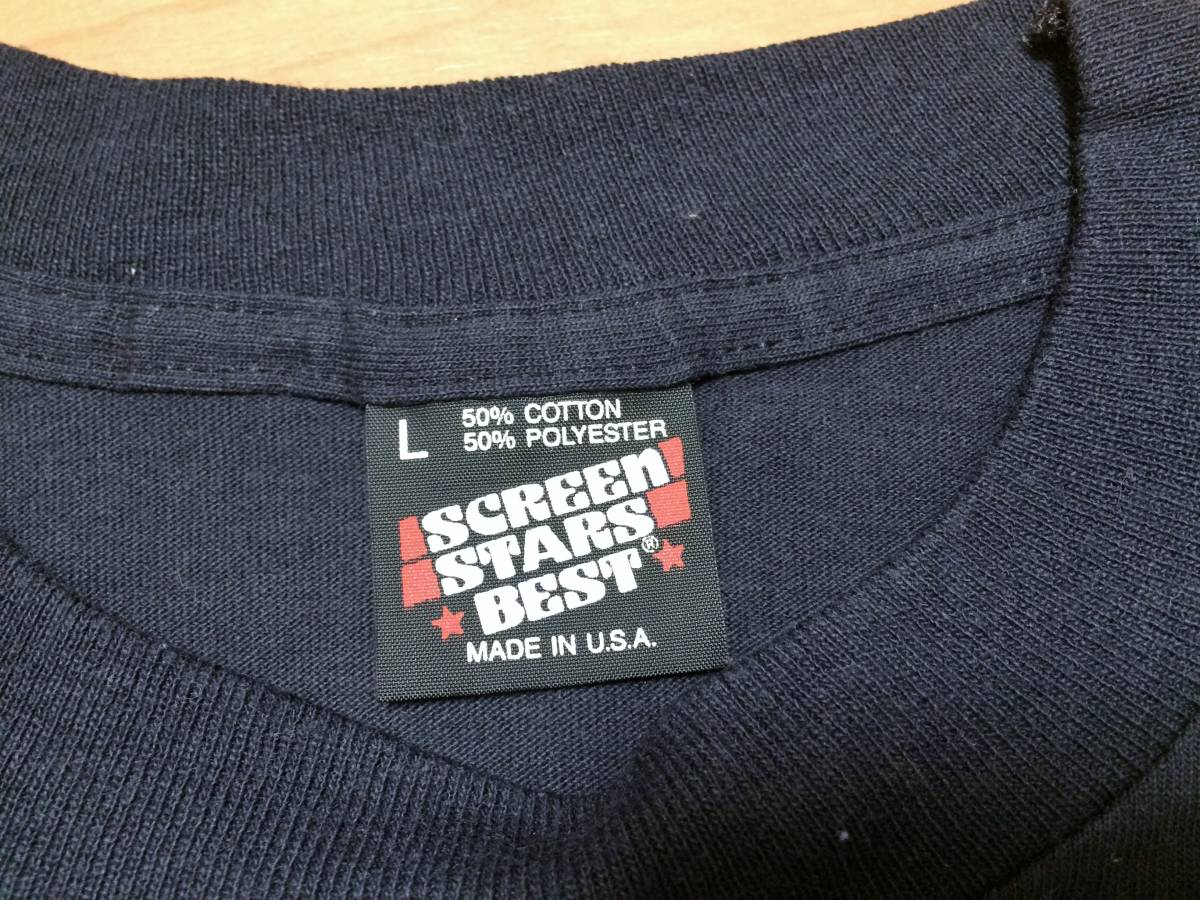 L
50% COTTON
50% POLYESTER
SCREEn
STARS
BEST®
MADE IN U.S.A.